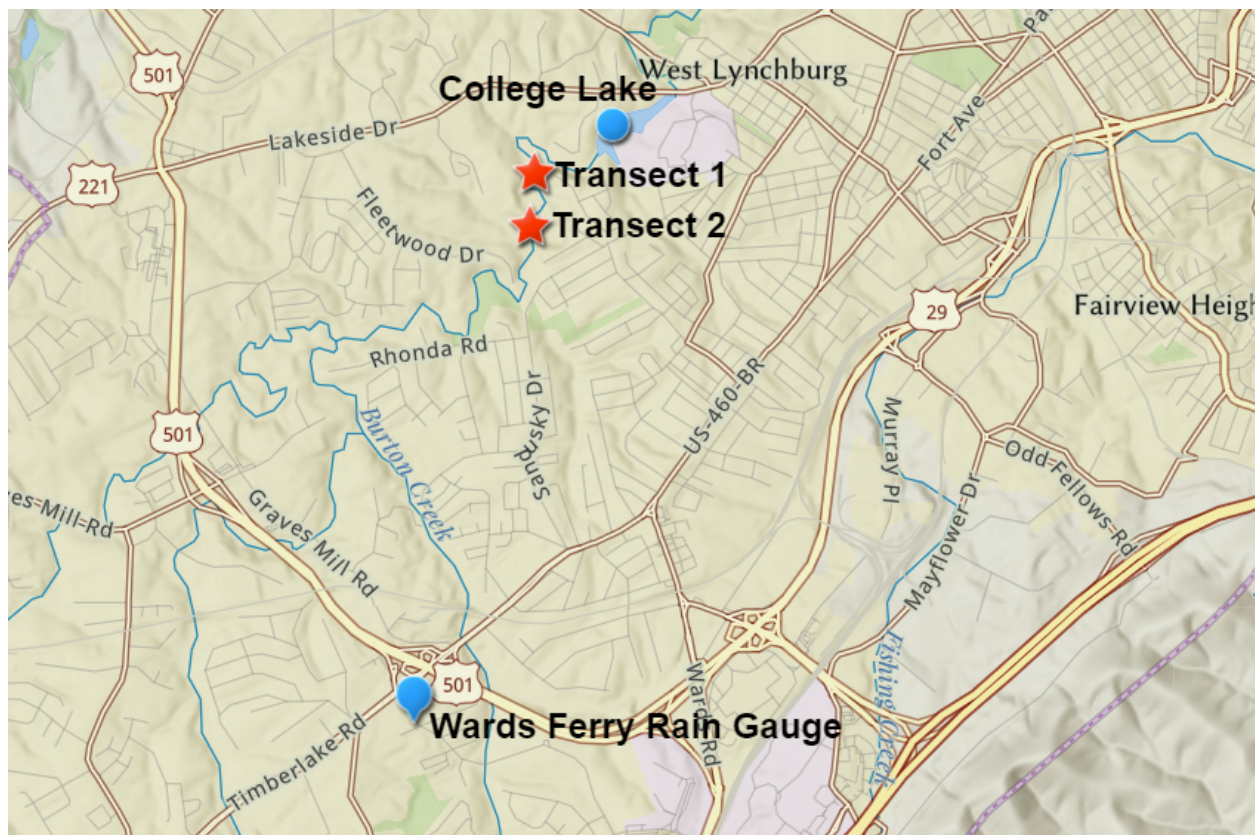 501
West Lynchburg
Pa
College Lake
Lakeside Dr
Fort Ave
221
Transect 1
Transect 2
Fleetwood Dr
29
Fairview Heigh
Rhonda Rd
Sandusky Dr
US-460-BR
Murray Pl
501
Burton Creek
Odd Fellows Rd
ves Mill Rd
Graves Mill Rd
Mayflower Dr
501
Wards Rd
Fishing Creek
Wards Ferry Rain Gauge
Timberlake Rd